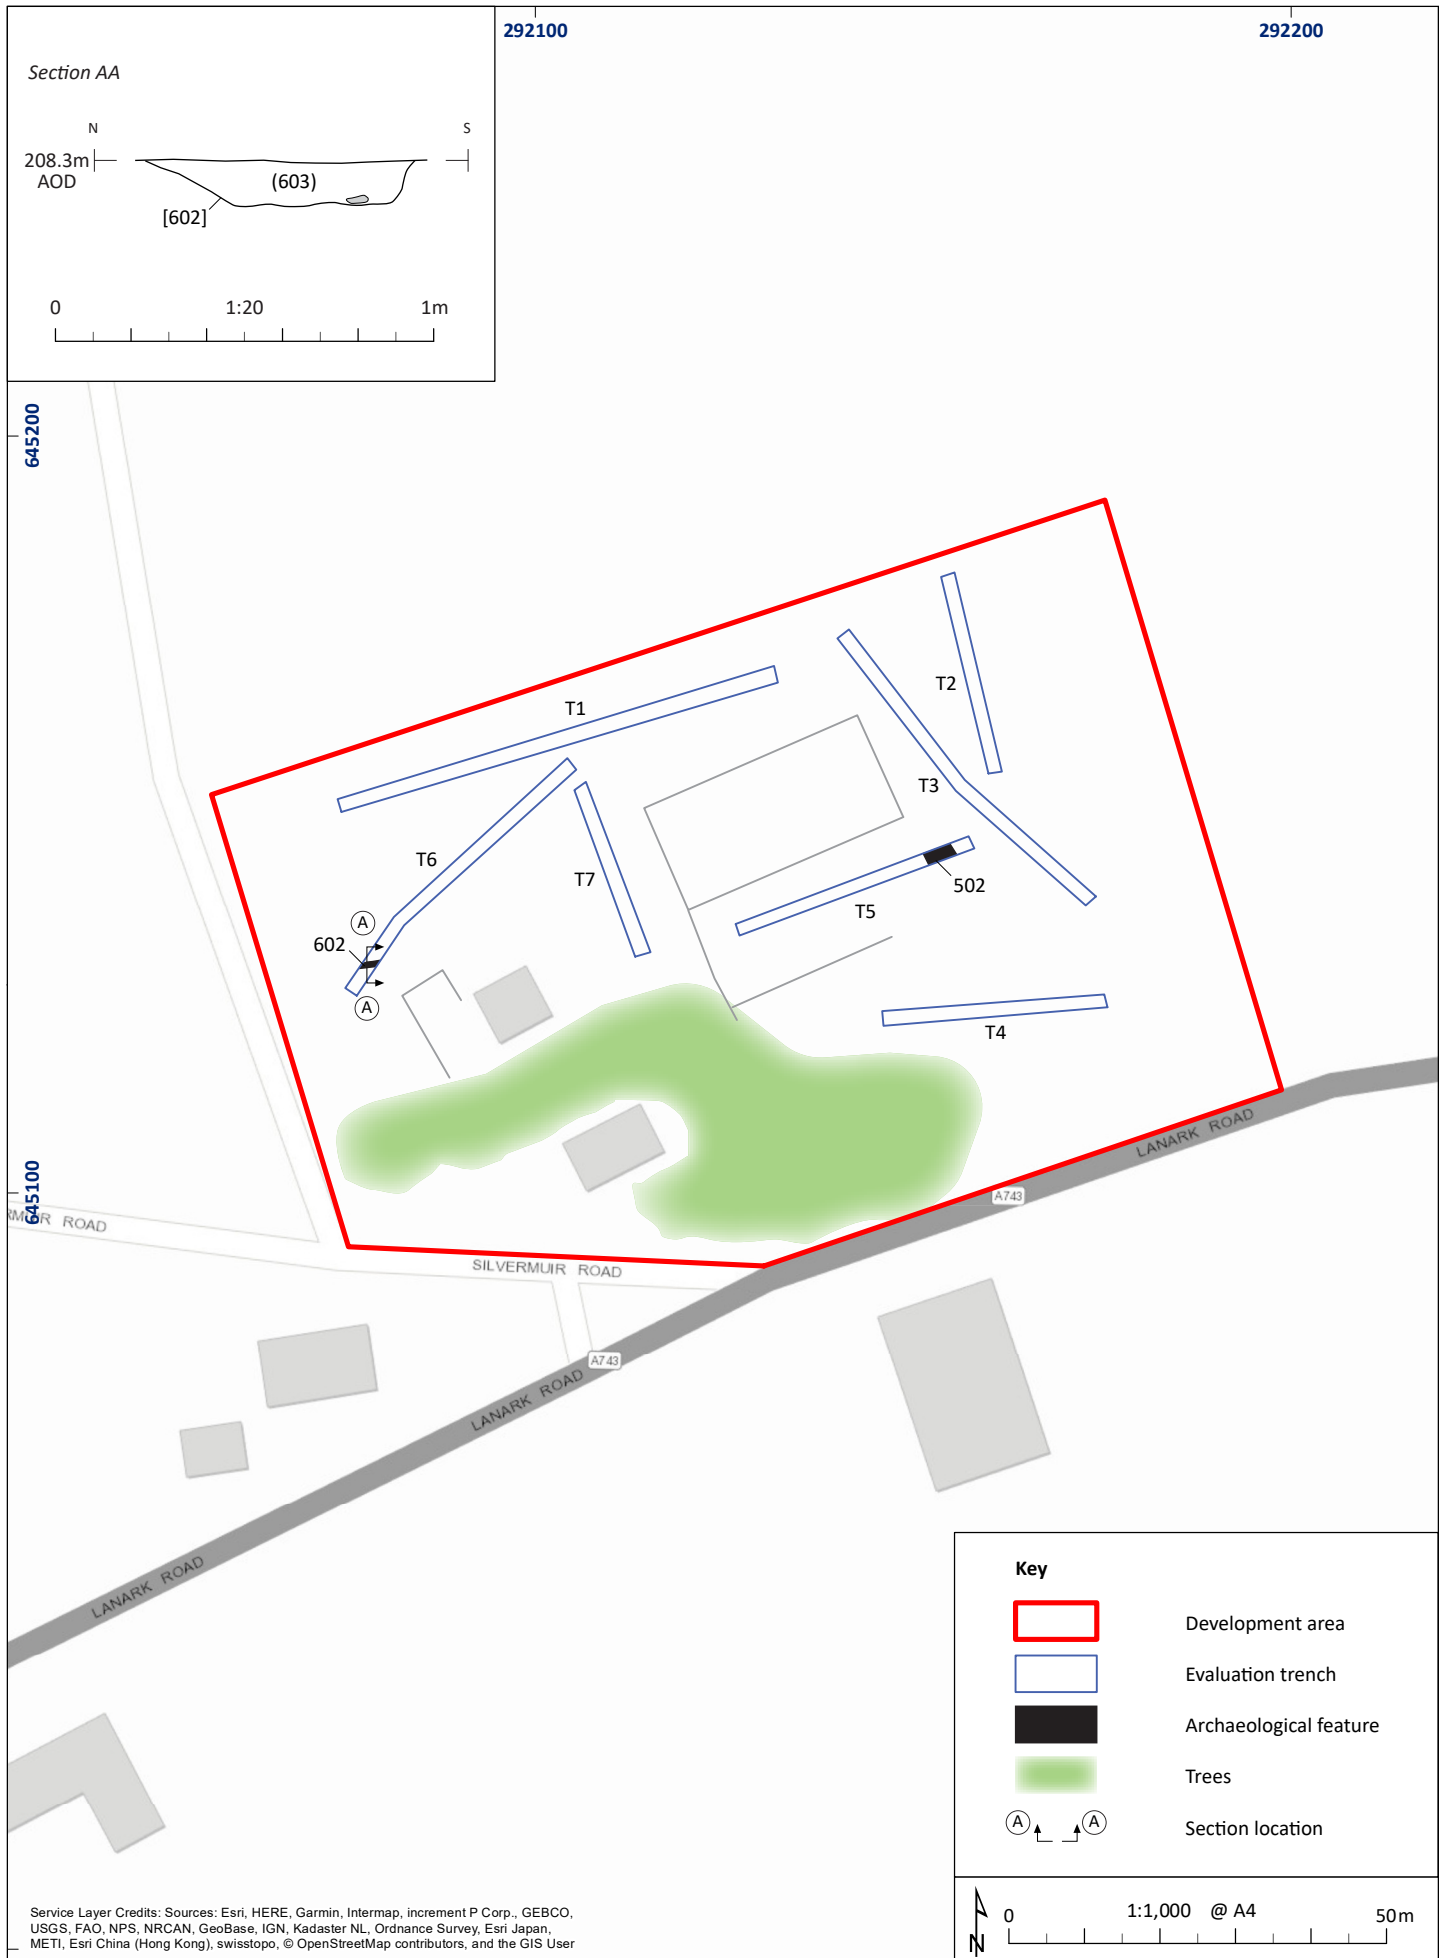 292100
292200
Section AA
N
S
208.3m
AOD
(603)
[602]
0
1:20
1m
645200
T1
T2
T3
T6
T7
T5
502
A
602
A
T4
645100
RMUIR ROAD
SILVERMUIR ROAD
LANARK ROAD
A743
A743
LANARK ROAD
LANARK ROAD
Key
Development area
Evaluation trench
Archaeological feature
Trees
A A
Section location
N
0
1:1,000 @ A4
50m
Service Layer Credits: Sources: Esri, HERE, Garmin, Intermap, increment P Corp., GEBCO,
USGS, FAO, NPS, NRCAN, GeoBase, IGN, Kadaster NL, Ordnance Survey, Esri Japan,
METI, Esri China (Hong Kong), swisstopo, © OpenStreetMap contributors, and the GIS User